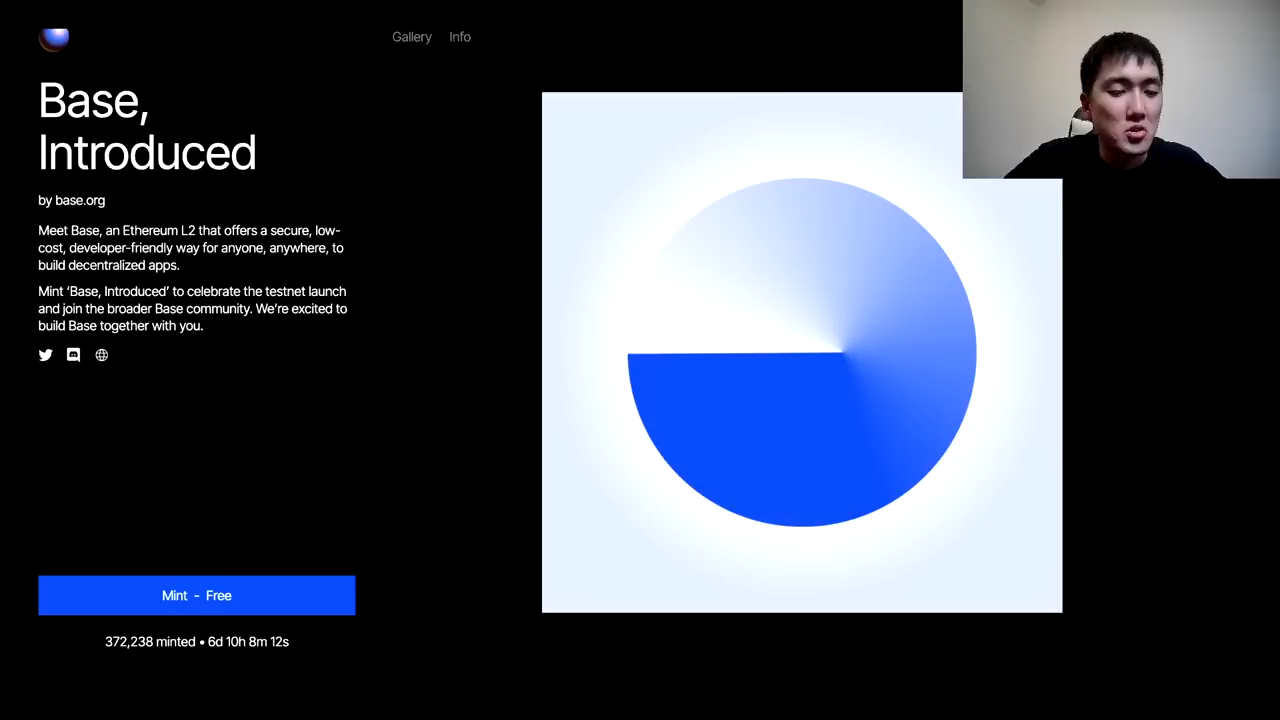 Gallery Info
Base,
Introduced
by base.org
Meet Base, an Ethereum L2 that offers a secure, low-
cost, developer-friendly way for anyone, anywhere, to
build decentralized apps.
Mint ‘Base, Introduced’ to celebrate the testnet launch
and join the broader Base community. We’re excited to
build Base together with you.
Mint - Free
372,238 minted • 6d 10h 8m 12s